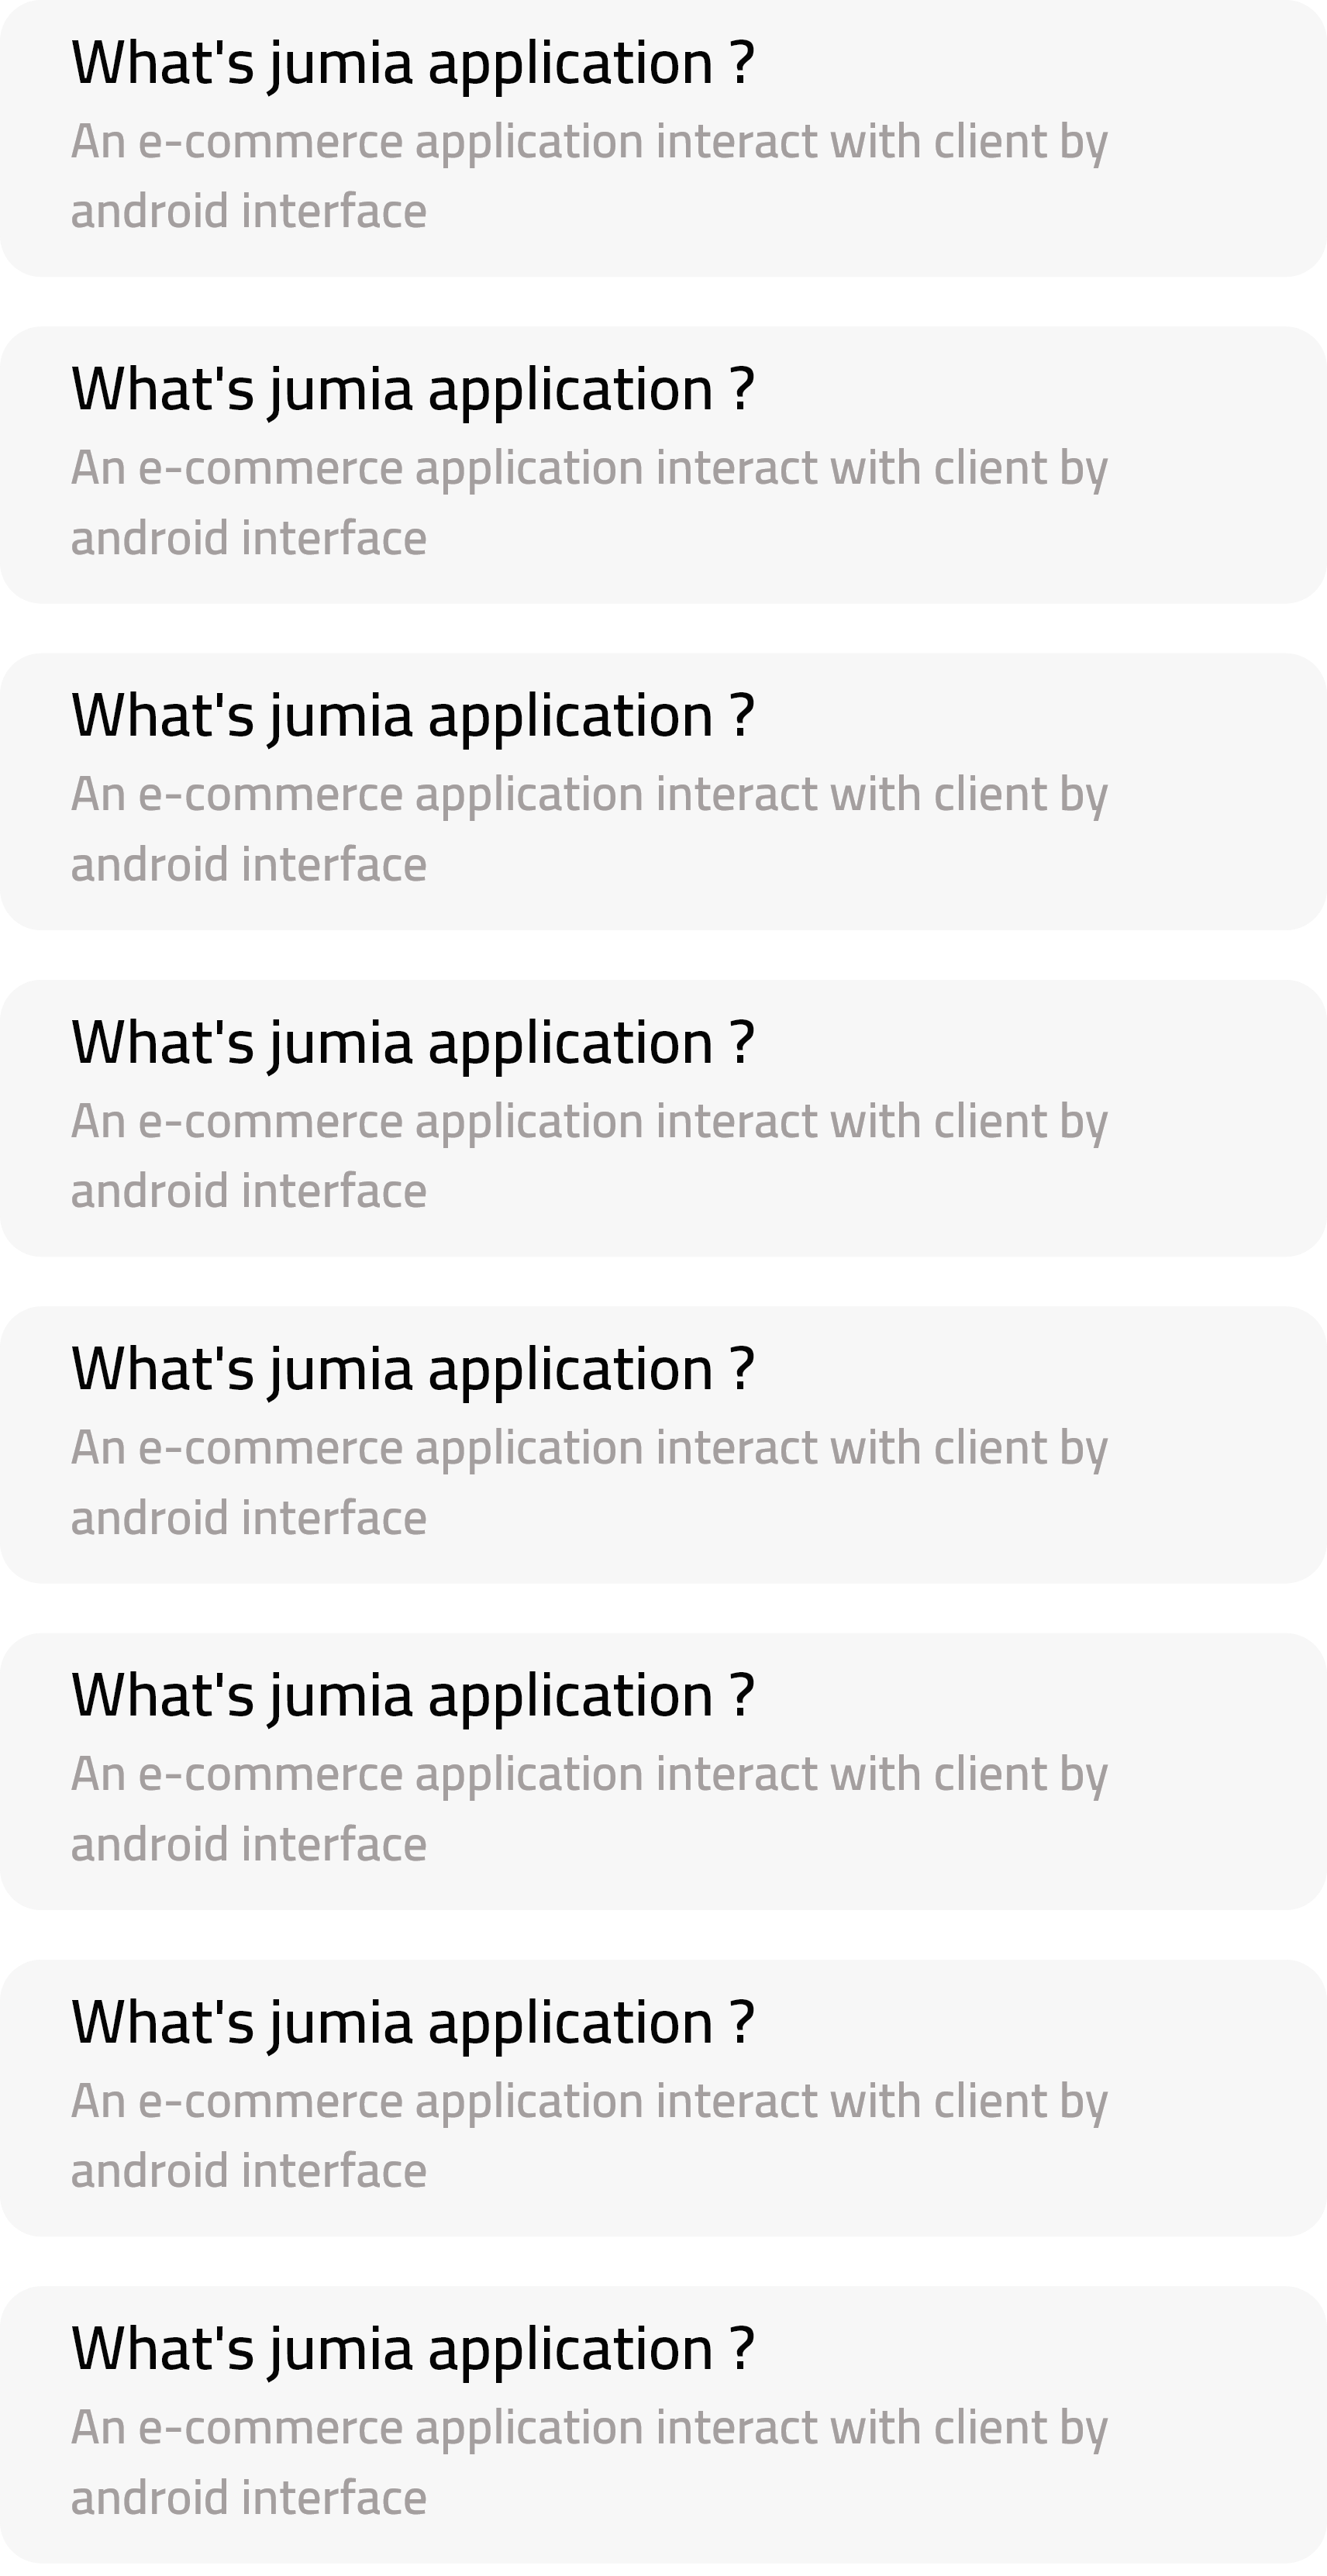 What's jumia application ?
An e-commerce application interact with client by
android interface
What's jumia application ?
An e-commerce application interact with client by
android interface
What's jumia application ?
An e-commerce application interact with client by
android interface
What's jumia application ?
An e-commerce application interact with client by
android interface
What's jumia application ?
An e-commerce application interact with client by
android interface
What's jumia application ?
An e-commerce application interact with client by
android interface
What's jumia application ?
An e-commerce application interact with client by
android interface
What's jumia application ?
An e-commerce application interact with client by
android interface